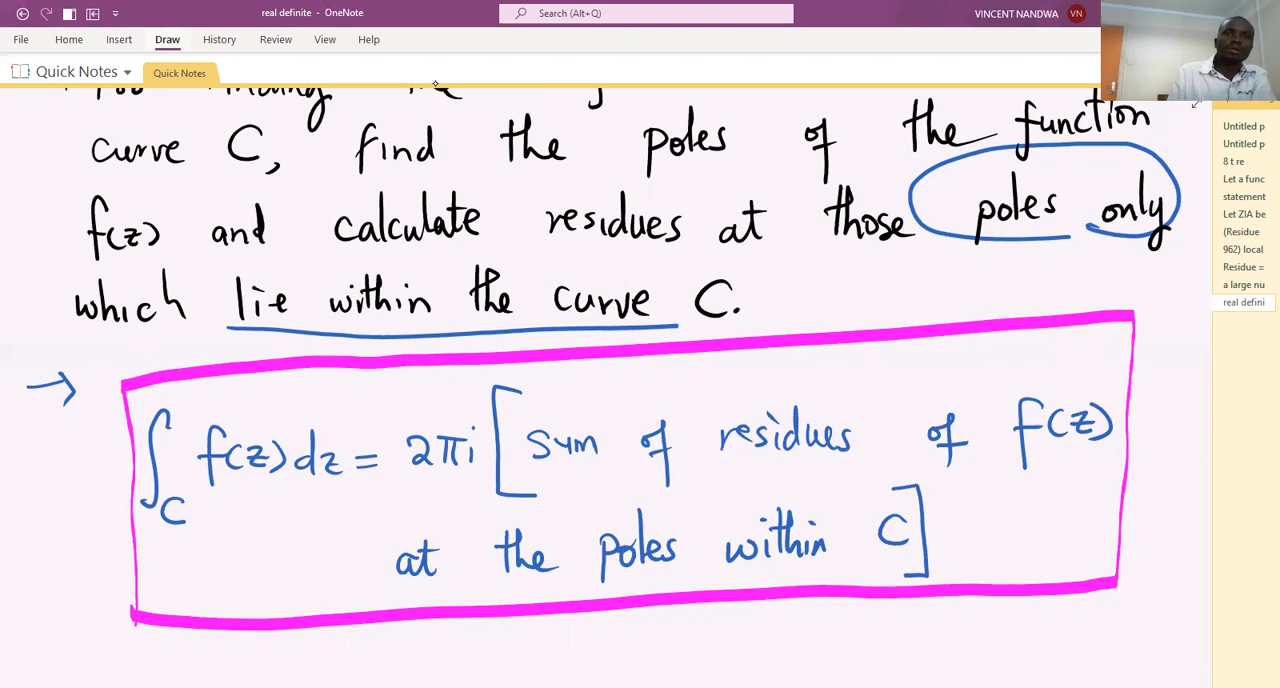 real definite - OneNote
Search (Alt+Q)
VINCENT NANDWA
VN
File Home Insert Draw History Review View Help
Quick Notes
Quick Notes
curve C, find the poles of the function
f(z) and calculate residues at those poles only
which lie within the curve C.
→
∫_C f(z)dz = 2πi [sum of residues of f(z)
at the poles within C]
Untitled p
Untitled p
8 t re
Let a func
statement
Let ZIA be
(Residue
962) local
Residue =
a large nu
real defini